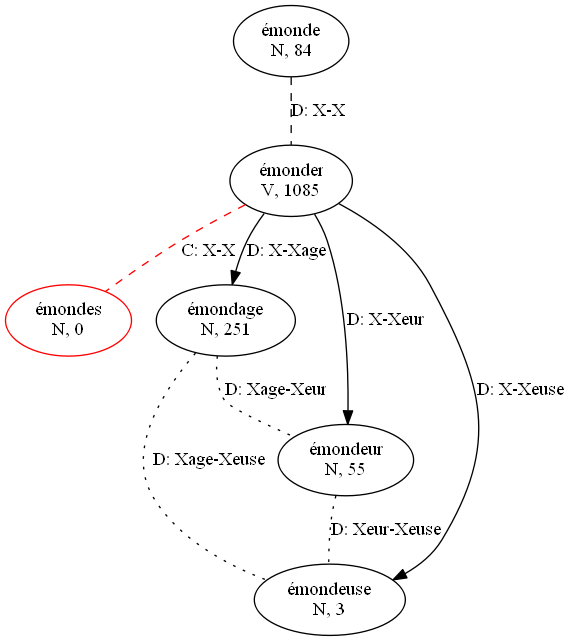 émonde
N, 84
D: X-X
émonder
V, 1085
C: X-X
D: X-Xage
émondes
N, 0
émondage
N, 251
D: X-Xeur
D: Xage-Xeur
D: X-Xeuse
D: Xage-Xeuse
émondeur
N, 55
D: Xeur-Xeuse
émondeuse
N, 3